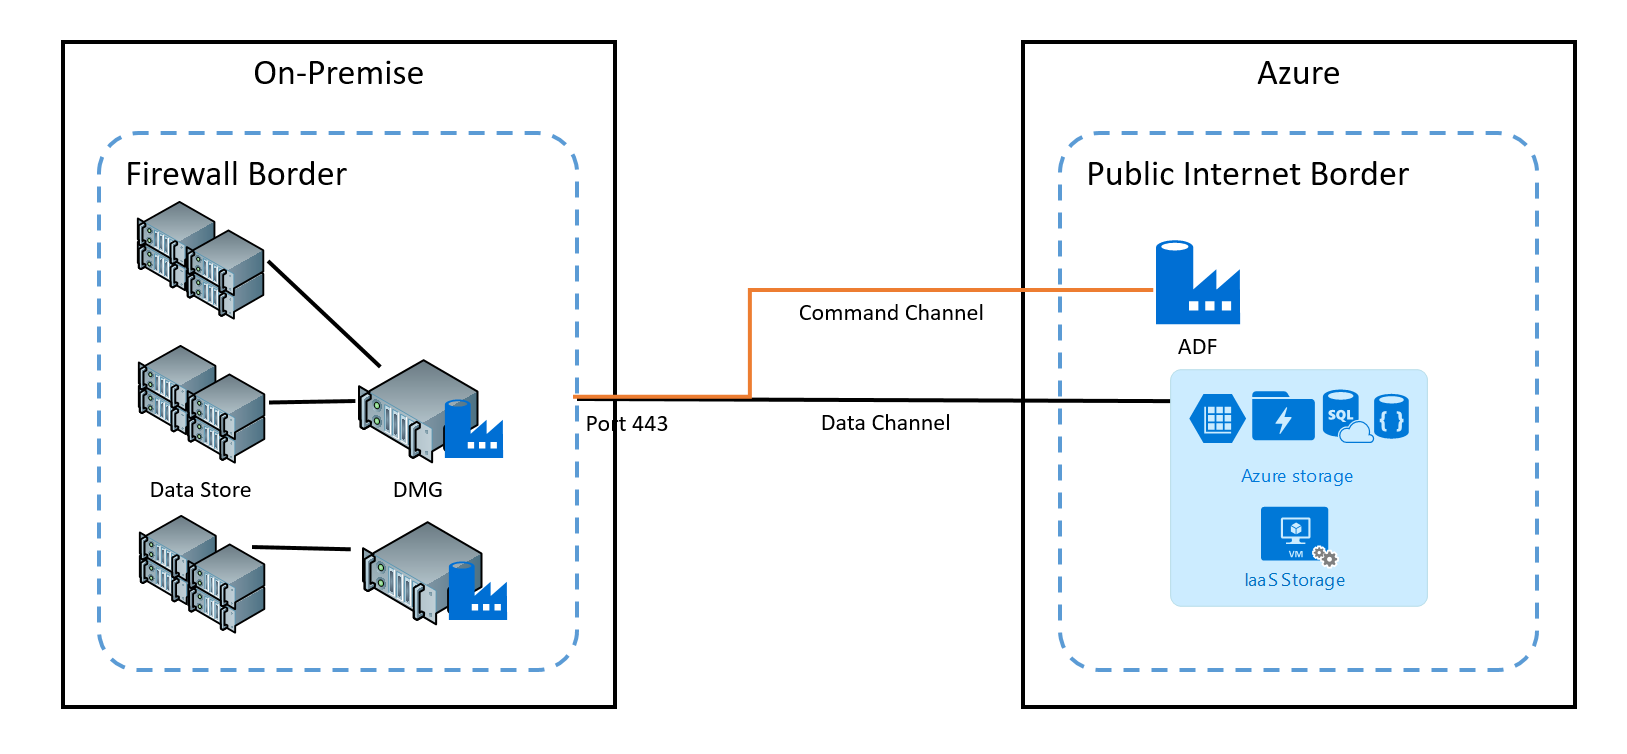 On-Premise
Azure
Firewall Border
Public Internet Border
Command Channel
ADF
Port 443
Data Channel
SQL
{ }
Azure storage
Data Store
DMG
VM
IaaS Storage